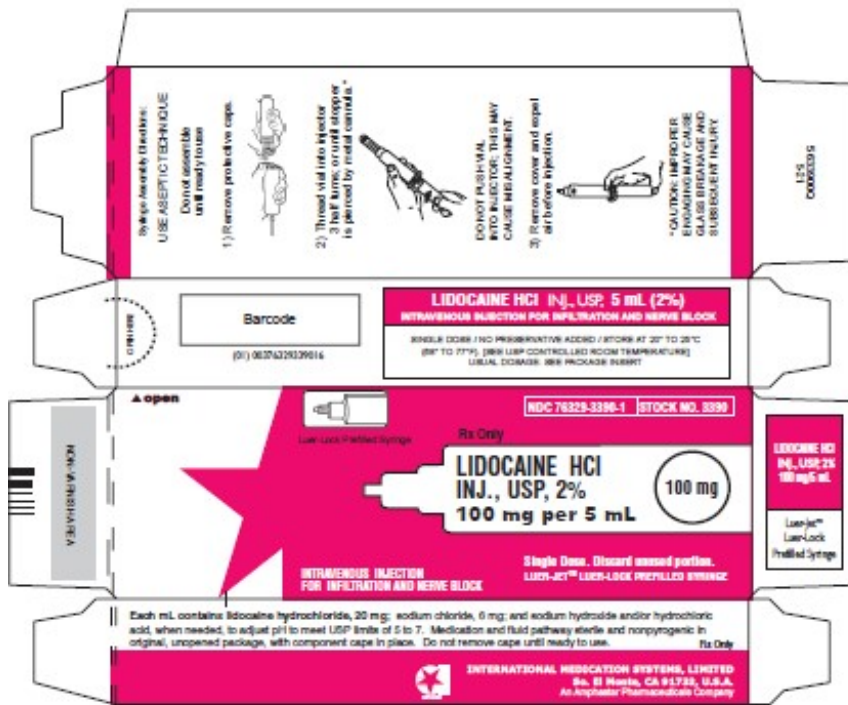 Syringe Assembly Directions:
USE ASEPTIC TECHNIQUE
Do not assemble
until ready to use
1) Remove protective caps.
2) Thread vial into injector
3 half turns, or until stopper
is pierced by metal cannula.*
DO NOT PUSH VIAL
INTO INJECTOR; THIS MAY
CAUSE MISALIGNMENT.
3) Remove cover and expel
air before injection.
*CAUTION: IMPROPER
ENGAGING MAY CAUSE
GLASS BREAKAGE AND
SUBSEQUENT INJURY.
5-21
OPEN HERE
Barcode
(01) 00376329339016
LIDOCAINE HCl INJ., USP, 5 mL (2%)
INTRAVENOUS INJECTION FOR INFILTRATION AND NERVE BLOCK
SINGLE DOSE / NO PRESERVATIVE ADDED / STORE AT 20° TO 25°C
(68° TO 77°F). [SEE USP CONTROLLED ROOM TEMPERATURE]
USUAL DOSAGE: SEE PACKAGE INSERT
NON-VARNISH AREA
open
Luer-Lock Prefilled Syringe
NDC 76329-3390-1 STOCK NO. 3390
Rx Only
LIDOCAINE HCl
INJ., USP, 2%
100 mg per 5 mL
100 mg
INTRAVENOUS INJECTION
FOR INFILTRATION AND NERVE BLOCK
Single Dose. Discard unused portion.
LUER-JET™ LUER-LOCK PREFILLED SYRINGE
LIDOCAINE HCl
INJ., USP, 2%
100 mg/5 mL
Luer-Jet™
Luer-Lock
Prefilled Syringe
Each mL contains lidocaine hydrochloride, 20 mg; sodium chloride, 6 mg; and sodium hydroxide and/or hydrochloric
acid, when needed, to adjust pH to meet USP limits of 5 to 7. Medication and fluid pathway sterile and nonpyrogenic in
original, unopened package, with component caps in place. Do not remove caps until ready to use.
Rx Only
INTERNATIONAL MEDICATION SYSTEMS, LIMITED
So. El Monte, CA 91733, U.S.A.
An Amphastar Pharmaceuticals Company